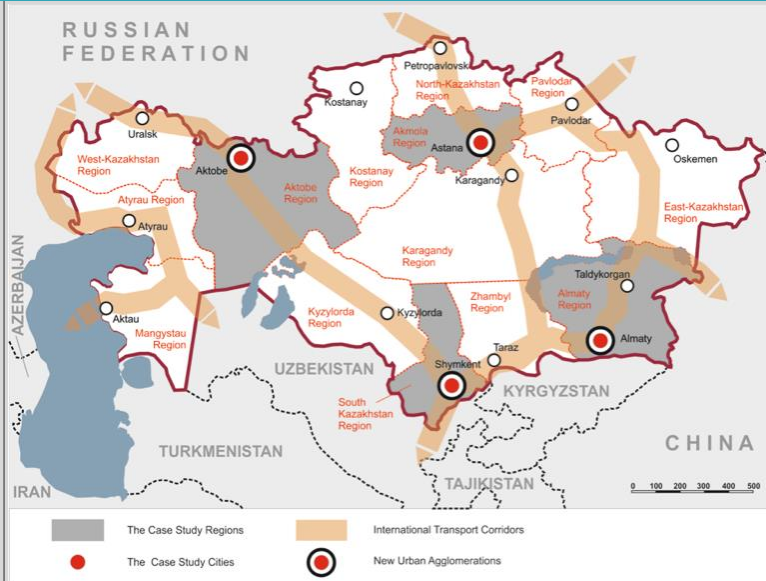 RUSSIAN
FEDERATION
Petropavlovsk
North-Kazakhstan
Region
Pavlodar
Region
Kostanay
Pavlodar
Uralsk
Akmola
Region
Astana
Oskemen
West-Kazakhstan
Region
Aktobe
Kostanay
Region
Karagandy
Aktobe
Region
Atyrau Region
East-Kazakhstan
Region
Atyrau
Karagandy
Region
AZERBAIJAN
Taldykorgan
Almaty
Region
Zhambyl
Region
Aktau
Kyzylorda
Region
Kyzylorda
Mangystau
Region
Almaty
Taraz
UZBEKISTAN
Shymkent
KYRGYZSTAN
South
Kazakhstan
Region
CHINA
TURKMENISTAN
TAJIKISTAN
IRAN
0 100 200 300 400 500
The Case Study Regions
International Transport Corridors
The Case Study Cities
New Urban Agglomerations